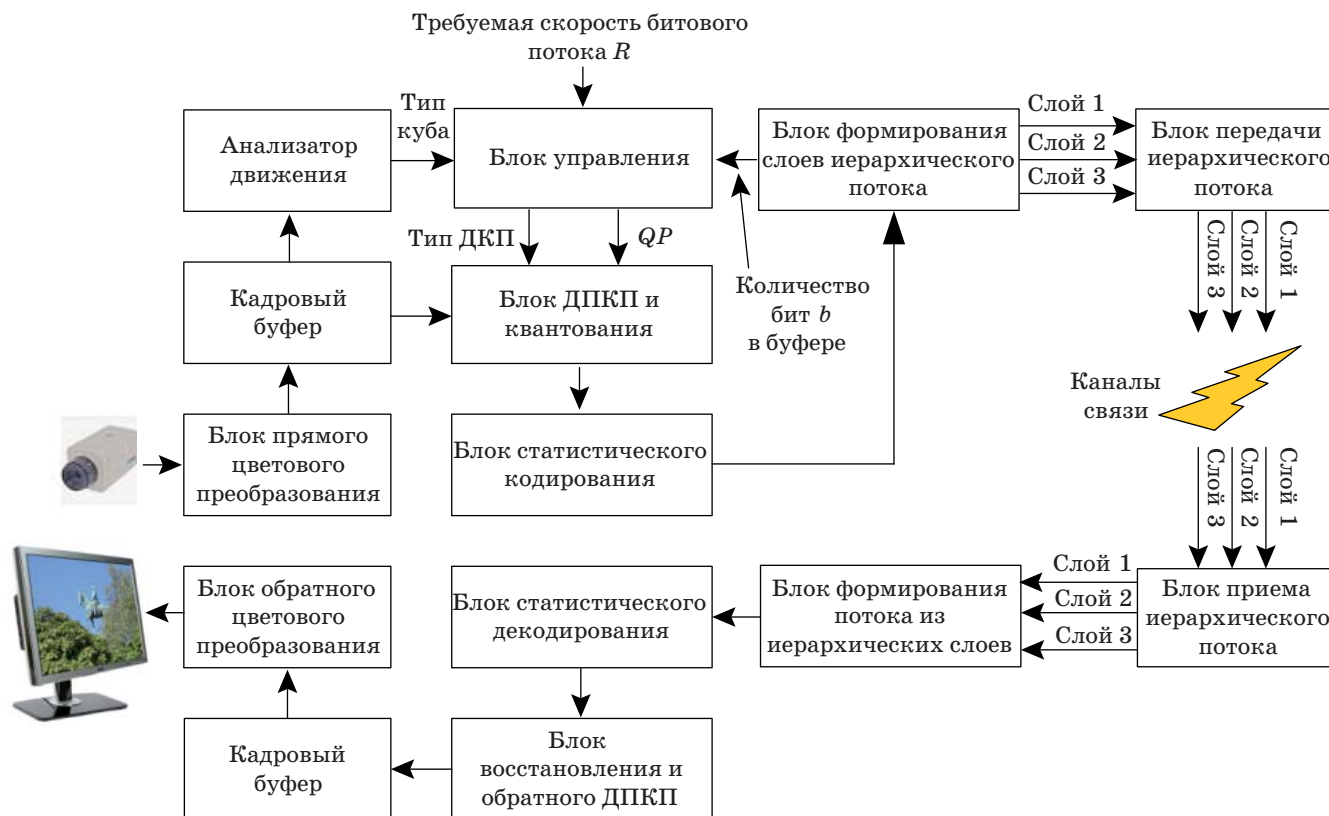 Требуемая скорость битового
потока R
Тип
куба
Анализатор
движения
Блок управления
Блок формирования
слоев иерархического
потока
Слой 1
Слой 2
Слой 3
Блок передачи
иерархического
потока
Тип ДКП
QP
Слой 3
Слой 2
Слой 1
Кадровый
буфер
Блок ДПКП и
квантования
Количество
бит b
в буфере
Каналы
связи
Блок прямого
цветового
преобразования
Блок статистического
кодирования
Слой 3
Слой 2
Слой 1
Блок обратного
цветового
преобразования
Блок статистического
декодирования
Блок формирования
потока из
иерархических слоев
Слой 1
Слой 2
Слой 3
Блок приема
иерархического
потока
Кадровый
буфер
Блок
восстановления и
обратного ДПКП